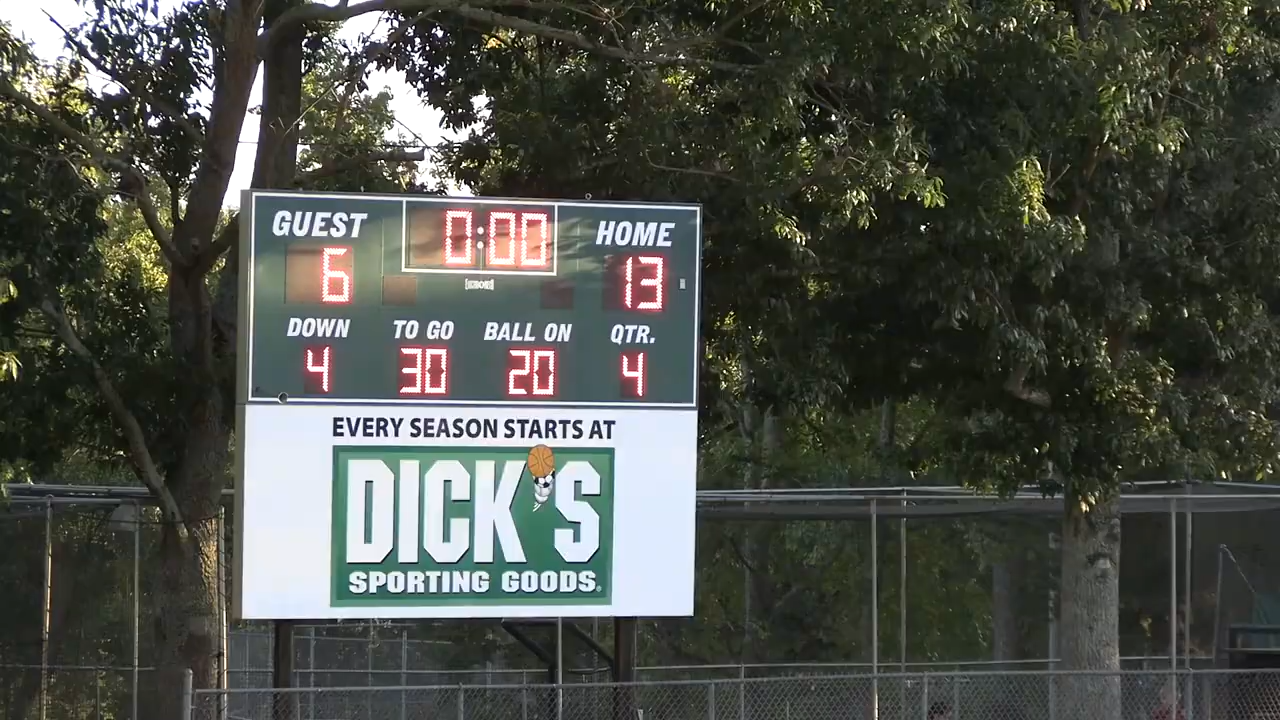 GUEST 0:00 HOME
6 13
DOWN TO GO BALL ON QTR.
4 30 20 4
EVERY SEASON STARTS AT
DICK'S
SPORTING GOODS.